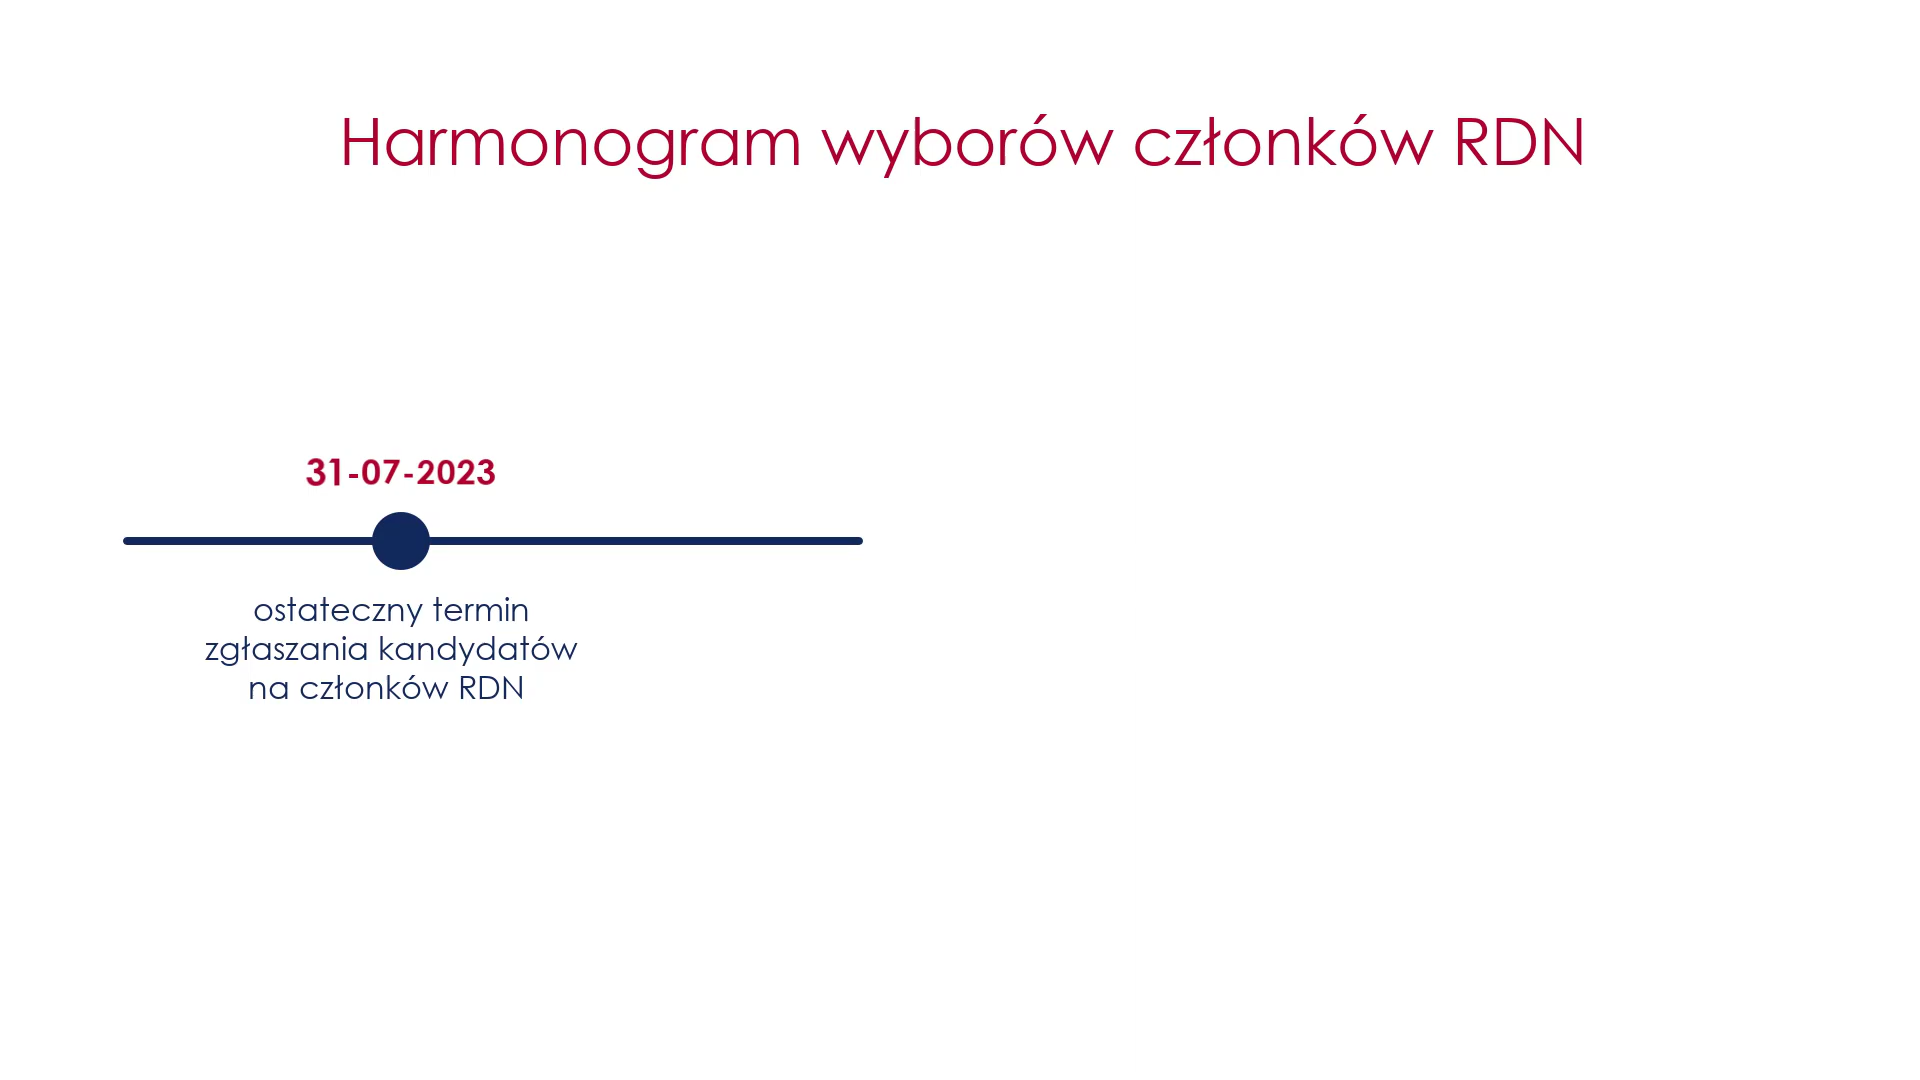 Harmonogram wyborów członków RDN
31-07-2023
ostateczny termin
zgłaszania kandydatów
na członków RDN